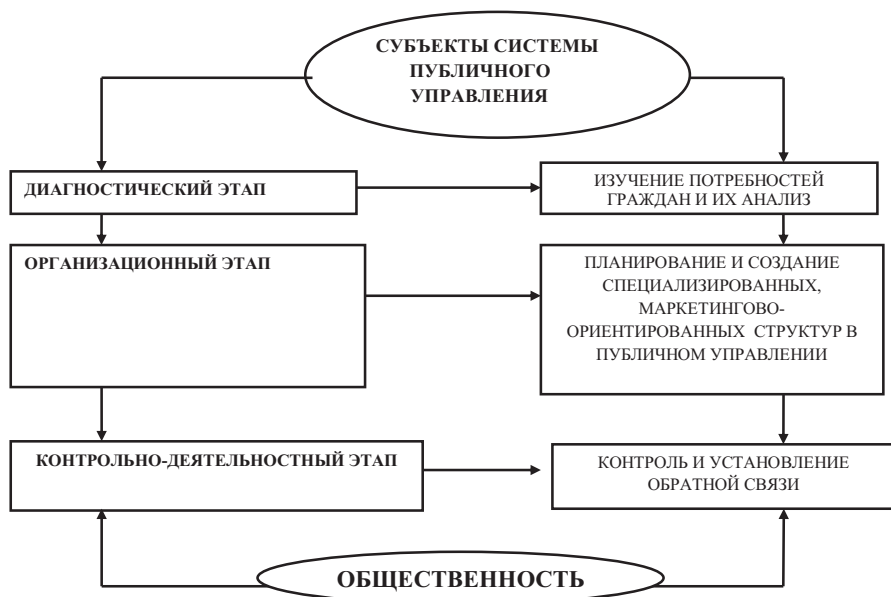 СУБЪЕКТЫ СИСТЕМЫ
ПУБЛИЧНОГО
УПРАВЛЕНИЯ
ДИАГНОСТИЧЕСКИЙ ЭТАП
ИЗУЧЕНИЕ ПОТРЕБНОСТЕЙ
ГРАЖДАН И ИХ АНАЛИЗ
ОРГАНИЗАЦИОННЫЙ ЭТАП
ПЛАНИРОВАНИЕ И СОЗДАНИЕ
СПЕЦИАЛИЗИРОВАННЫХ,
МАРКЕТИНГОВО-
ОРИЕНТИРОВАННЫХ СТРУКТУР В
ПУБЛИЧНОМ УПРАВЛЕНИИ
КОНТРОЛЬНО-ДЕЯТЕЛЬНОСТНЫЙ ЭТАП
КОНТРОЛЬ И УСТАНОВЛЕНИЕ
ОБРАТНОЙ СВЯЗИ
ОБЩЕСТВЕННОСТЬ